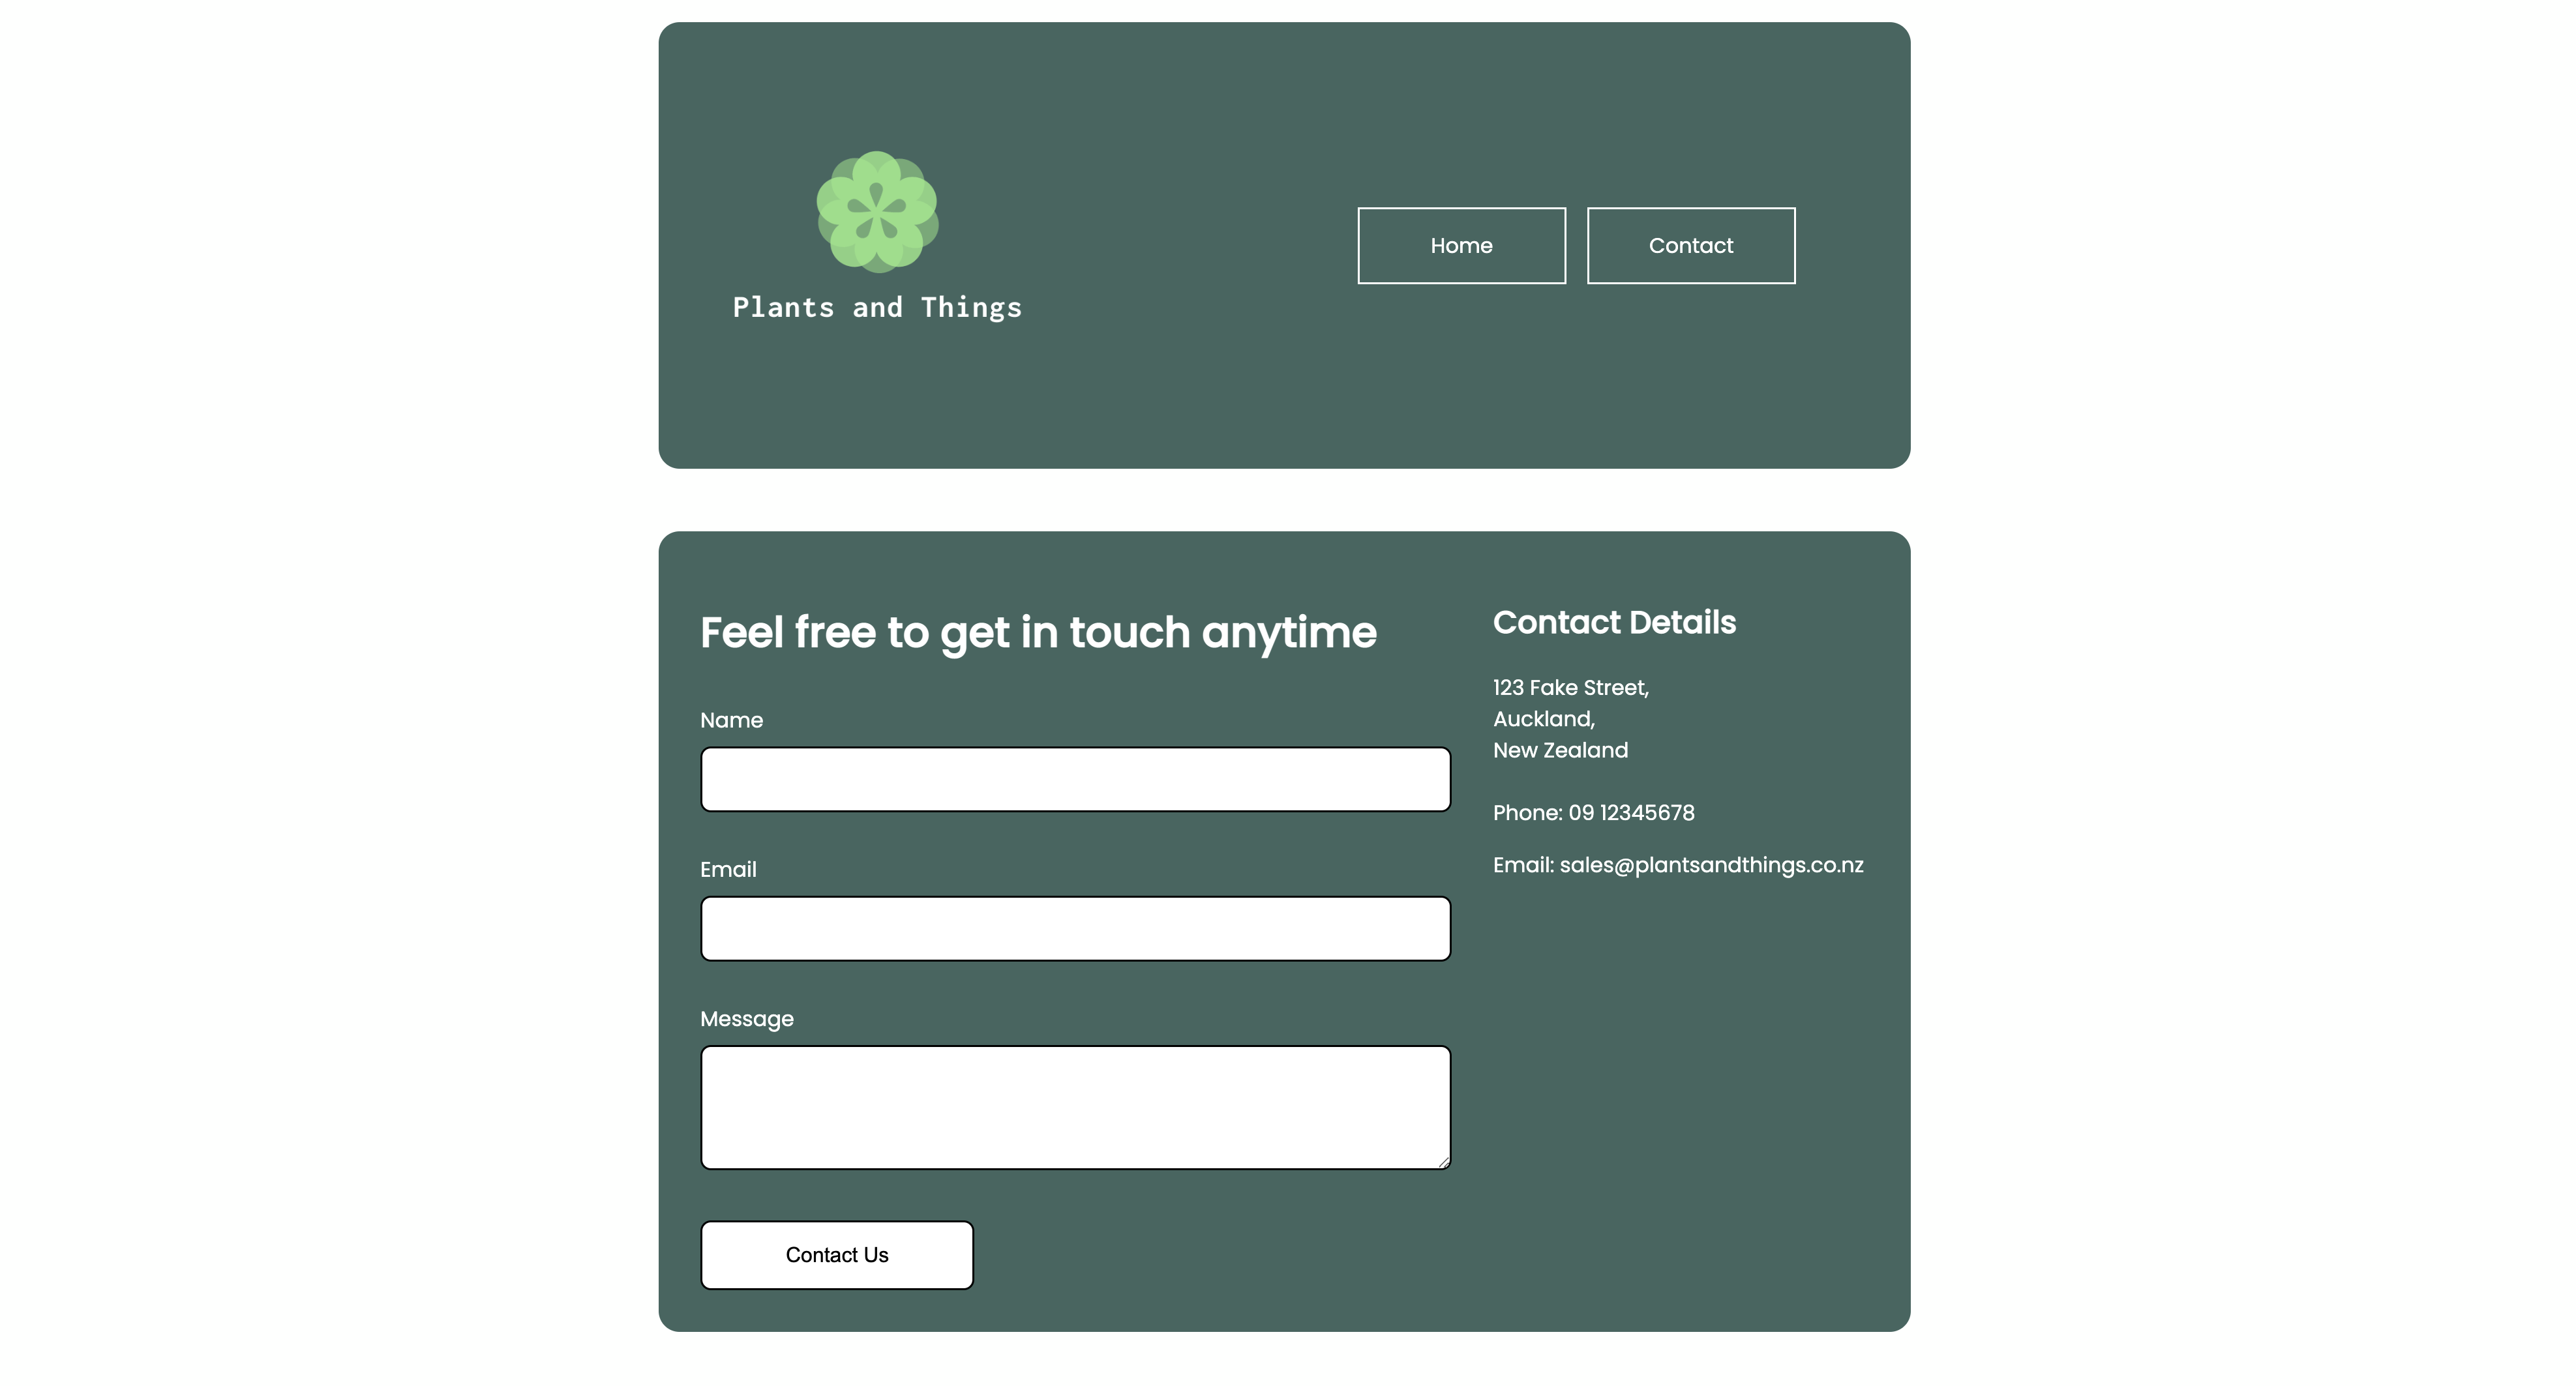 Plants and Things
Home
Contact
Feel free to get in touch anytime
Name
Email
Message
Contact Us
Contact Details
123 Fake Street,
Auckland,
New Zealand
Phone: 09 12345678
Email: sales@plantsandthings.co.nz